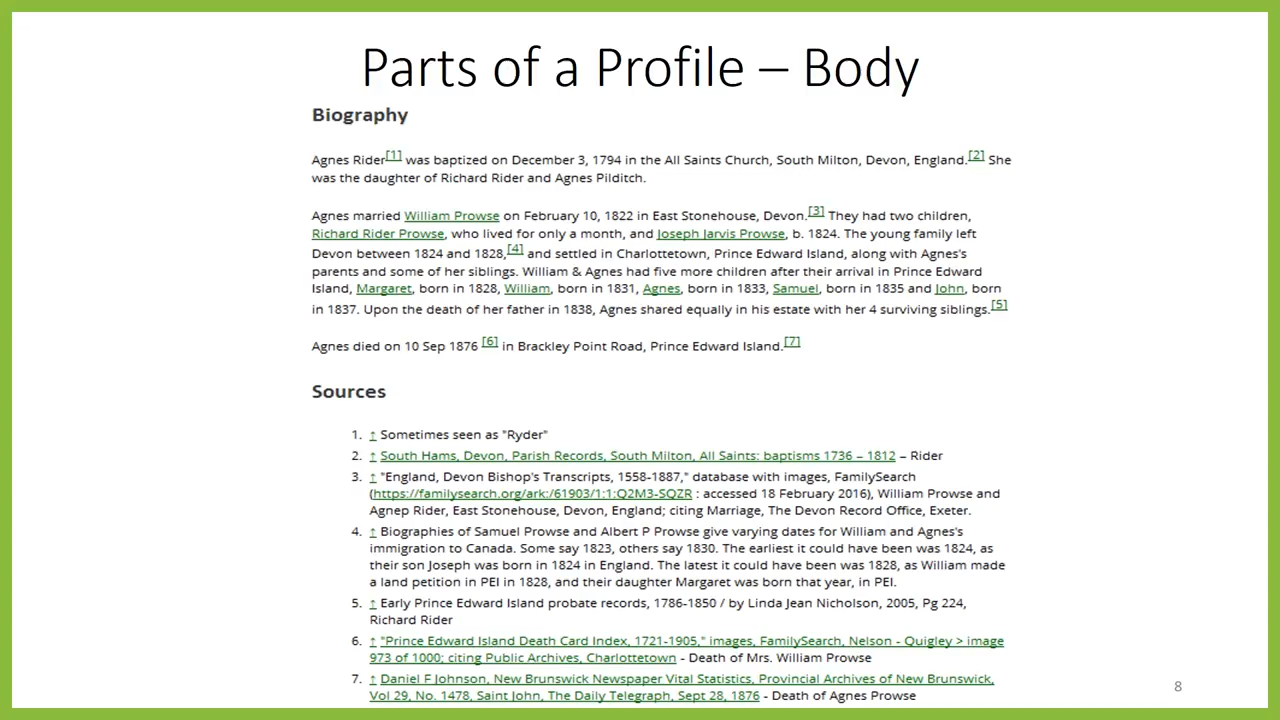 Parts of a Profile – Body
Biography
Agnes Rider[1] was baptized on December 3, 1794 in the All Saints Church, South Milton, Devon, England.[2] She
was the daughter of Richard Rider and Agnes Pilditch.
Agnes married William Prowse on February 10, 1822 in East Stonehouse, Devon.[3] They had two children,
Richard Rider Prowse, who lived for only a month, and Joseph Jarvis Prowse, b. 1824. The young family left
Devon between 1824 and 1828,[4] and settled in Charlottetown, Prince Edward Island, along with Agnes's
parents and some of her siblings. William & Agnes had five more children after their arrival in Prince Edward
Island, Margaret, born in 1828, William, born in 1831, Agnes, born in 1833, Samuel, born in 1835 and John, born
in 1837. Upon the death of her father in 1838, Agnes shared equally in his estate with her 4 surviving siblings.[5]
Agnes died on 10 Sep 1876 [6] in Brackley Point Road, Prince Edward Island.[7]
Sources
1. ↑ Sometimes seen as "Ryder"
2. ↑ South Hams, Devon, Parish Records, South Milton, All Saints: baptisms 1736 – 1812 – Rider
3. ↑ "England, Devon Bishop's Transcripts, 1558-1887," database with images, FamilySearch
(https://familysearch.org/ark:/61903/1:1:Q2M3-SQZR : accessed 18 February 2016), William Prowse and
Agnep Rider, East Stonehouse, Devon, England; citing Marriage, The Devon Record Office, Exeter.
4. ↑ Biographies of Samuel Prowse and Albert P Prowse give varying dates for William and Agnes's
immigration to Canada. Some say 1823, others say 1830. The earliest it could have been was 1824, as
their son Joseph was born in 1824 in England. The latest it could have been was 1828, as William made
a land petition in PEI in 1828, and their daughter Margaret was born that year, in PEI.
5. ↑ Early Prince Edward Island probate records, 1786-1850 / by Linda Jean Nicholson, 2005, Pg 224,
Richard Rider
6. ↑ "Prince Edward Island Death Card Index, 1721-1905," images, FamilySearch, Nelson - Quigley > image
973 of 1000; citing Public Archives, Charlottetown - Death of Mrs. William Prowse
7. ↑ Daniel F Johnson, New Brunswick Newspaper Vital Statistics, Provincial Archives of New Brunswick,
Vol 29, No. 1478, Saint John, The Daily Telegraph, Sept 28, 1876 - Death of Agnes Prowse
8